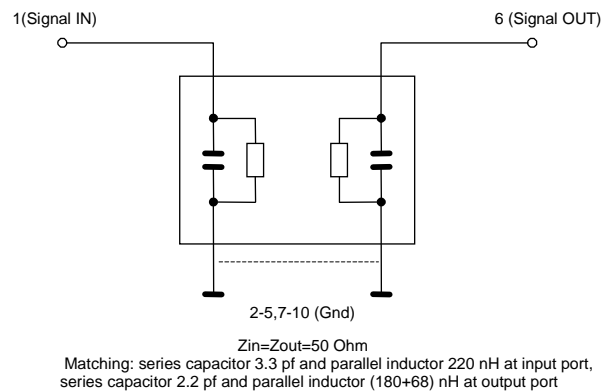 1(Signal IN)
6 (Signal OUT)
2-5,7-10 (Gnd)
Zin=Zout=50 Ohm
Matching: series capacitor 3.3 pf and parallel inductor 220 nH at input port,
series capacitor 2.2 pf and parallel inductor (180+68) nH at output port